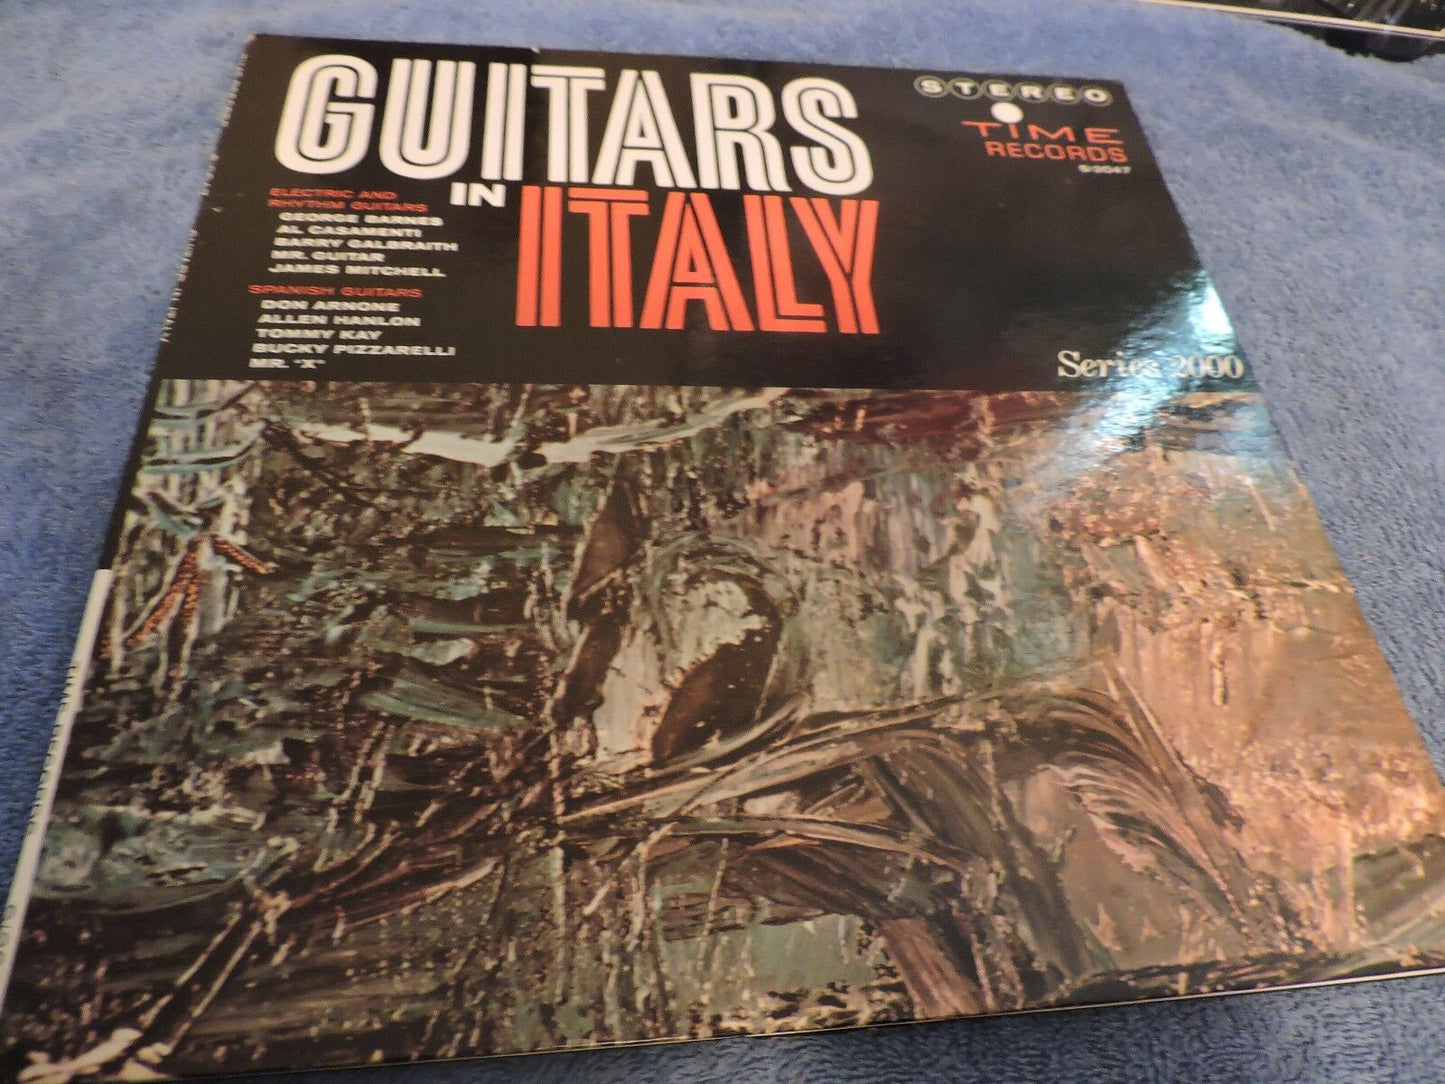 GUITARS
IN ITALY
STEREO
TIME
RECORDS
S/2047
ELECTRIC AND
RHYTHM GUITARS
GEORGE BARNES
AL CASAMENTI
BARRY GALBRAITH
MR. GUITAR
JAMES MITCHELL
SPANISH GUITARS
DON ARNONE
ALLEN HANLON
TOMMY KAY
BUCKY PIZZARELLI
MR. "X"
Series 2000